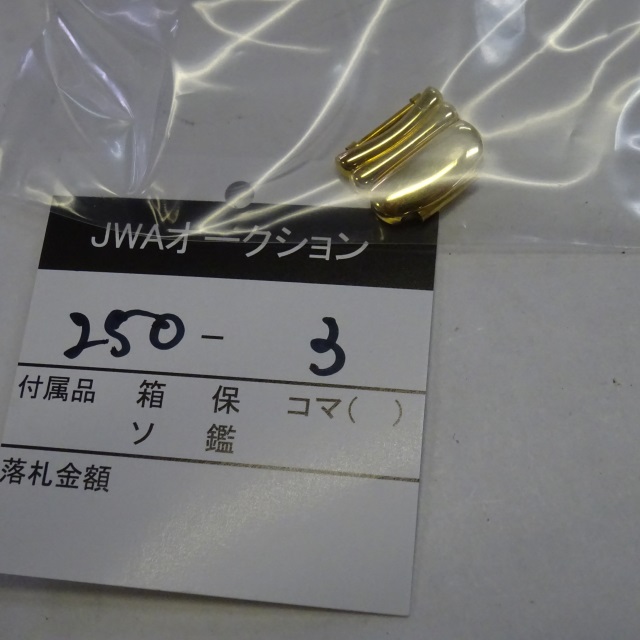 JWAオークション
250-3
付属品 箱 保 コマ( )
ソ 鑑
落札金額